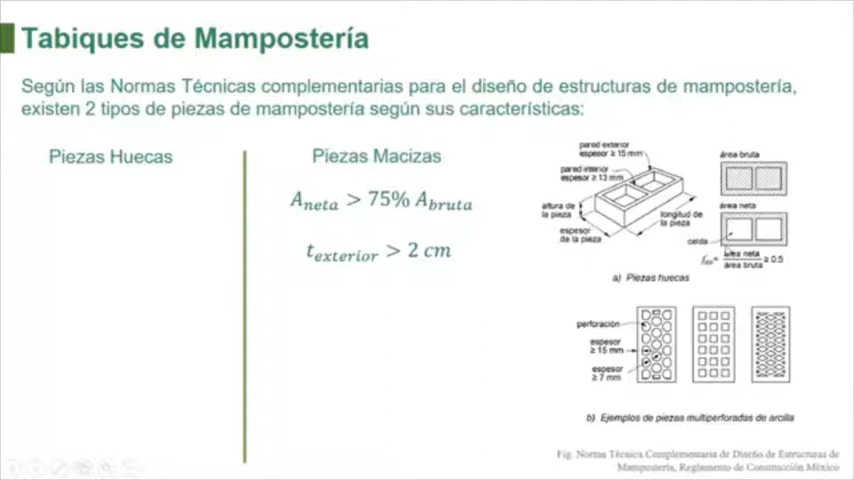 Tabiques de Mampostería
Según las Normas Técnicas complementarias para el diseño de estructuras de mampostería,
existen 2 tipos de piezas de mampostería según sus características:
Piezas Huecas
Piezas Macizas
A_neta > 75% A_bruta
t_exterior > 2 cm
pared exterior
espesor ≥ 15 mm
pared interior
espesor ≥ 13 mm
altura de
la pieza
espesor
de la pieza
longitud de
la pieza
área bruta
área neta
celda
área neta
área bruta
≥ 0.5
a) Piezas huecas
perforación
espesor
≥ 15 mm
espesor
≥ 7 mm
b) Ejemplos de piezas multiperforadas de arcilla
Fig. Norma Técnica Complementaria de Diseño de Estructuras de
Mampostería, Reglamento de Construcción México